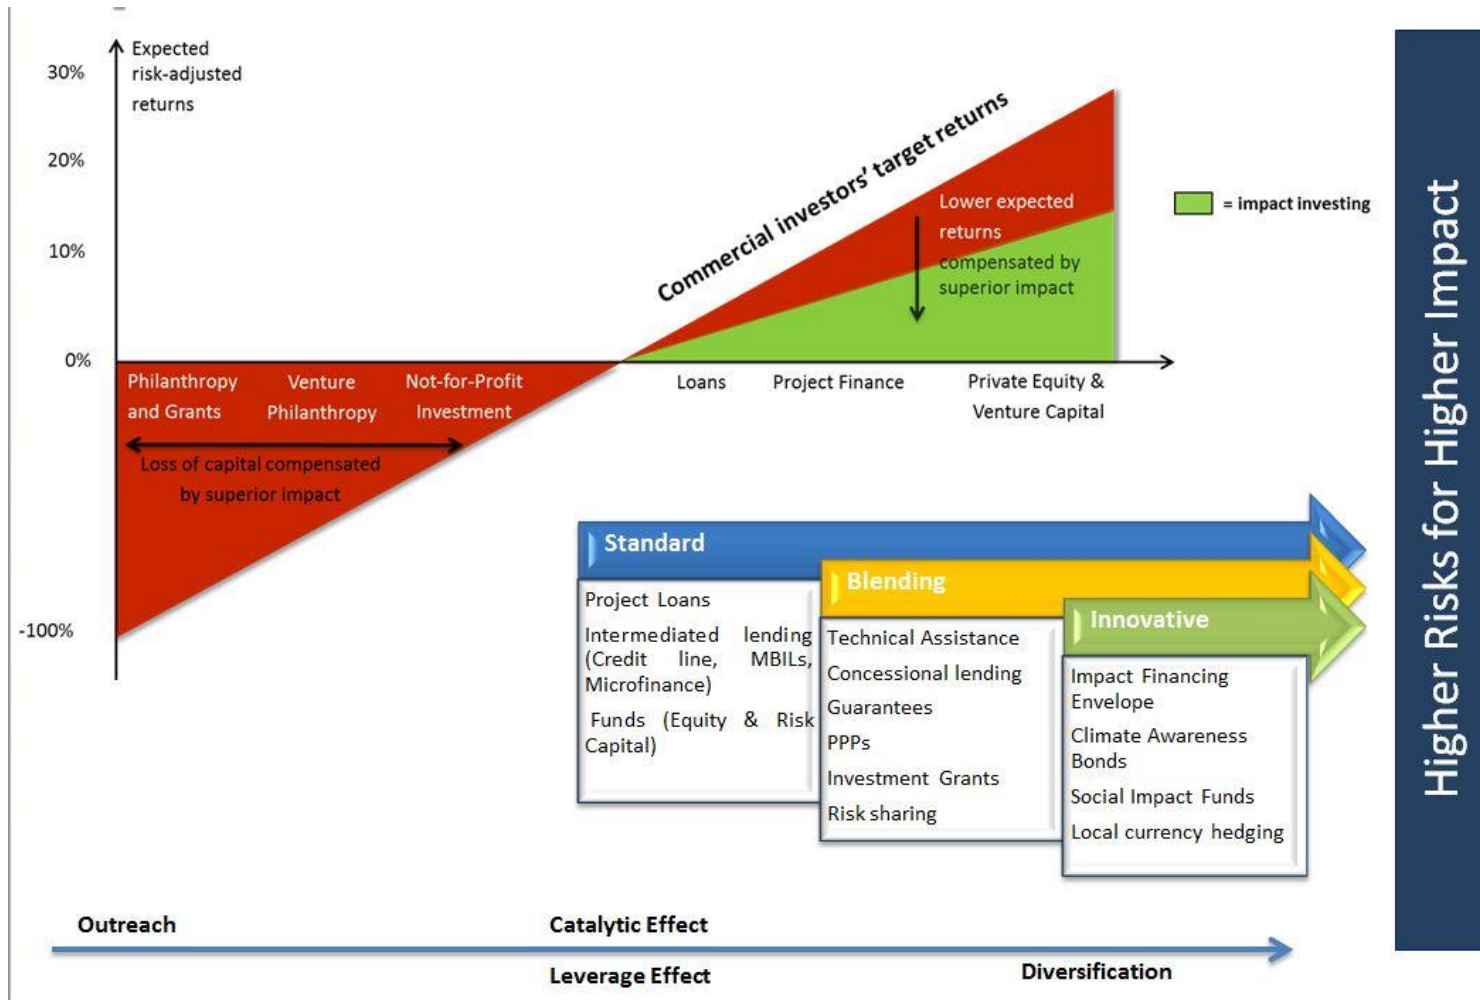 Expected
risk-adjusted
returns
30%
20%
10%
0%
-100%
Commercial investors' target returns
Lower expected
returns
compensated by
superior impact
= impact investing
Philanthropy
and Grants
Venture
Philanthropy
Not-for-Profit
Investment
Loans
Project Finance
Private Equity &
Venture Capital
Loss of capital compensated
by superior impact
Standard
Project Loans
Intermediated lending
(Credit line, MBILs,
Microfinance)
Funds (Equity & Risk
Capital)
Blending
Technical Assistance
Concessional lending
Guarantees
PPPs
Investment Grants
Risk sharing
Innovative
Impact Financing
Envelope
Climate Awareness
Bonds
Social Impact Funds
Local currency hedging
Outreach
Catalytic Effect
Leverage Effect
Diversification
Higher Risks for Higher Impact